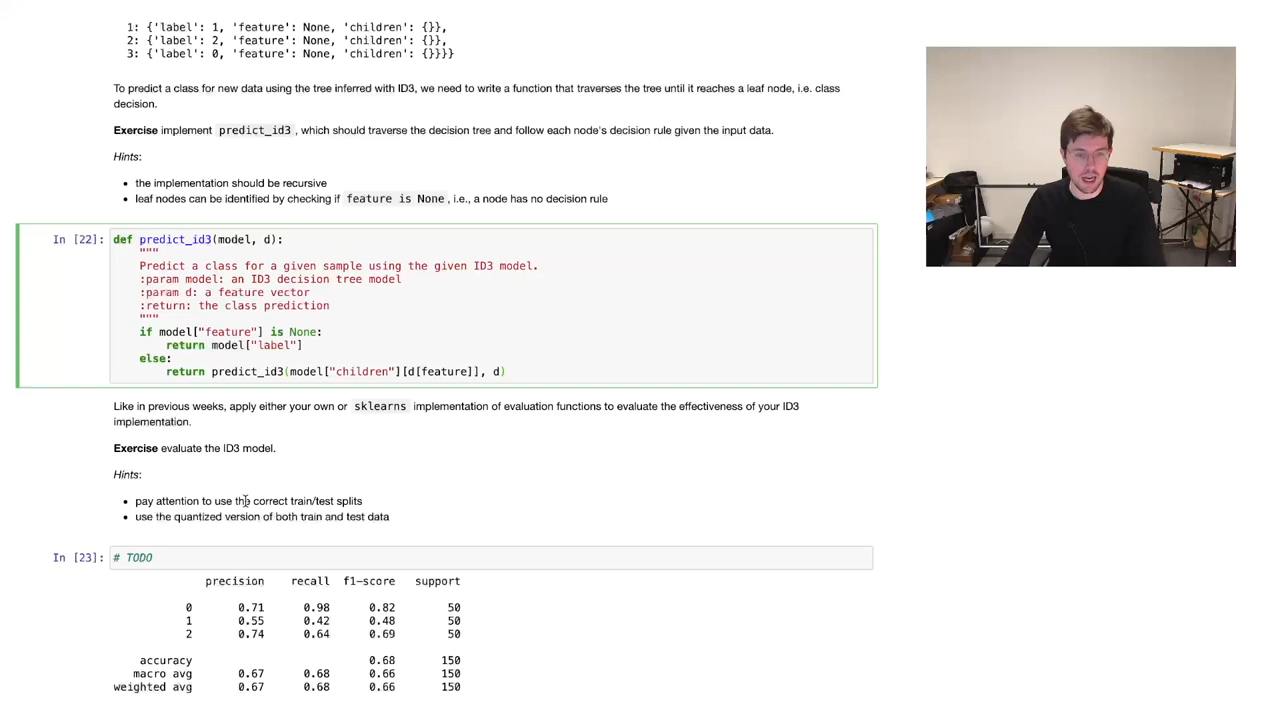 1: {'label': 1, 'feature': None, 'children': {}},
2: {'label': 2, 'feature': None, 'children': {}},
3: {'label': 0, 'feature': None, 'children': {}}}}
To predict a class for new data using the tree inferred with ID3, we need to write a function that traverses the tree until it reaches a leaf node, i.e. class
decision.
Exercise implement predict_id3, which should traverse the decision tree and follow each node's decision rule given the input data.
Hints:
• the implementation should be recursive
• leaf nodes can be identified by checking if feature is None, i.e., a node has no decision rule
In [22]: def predict_id3(model, d):
"""
Predict a class for a given sample using the given ID3 model.
:param model: an ID3 decision tree model
:param d: a feature vector
:return: the class prediction
"""
if model["feature"] is None:
return model["label"]
else:
return predict_id3(model["children"][d[feature]], d)
Like in previous weeks, apply either your own or sklearns implementation of evaluation functions to evaluate the effectiveness of your ID3
implementation.
Exercise evaluate the ID3 model.
Hints:
• pay attention to use the correct train/test splits
• use the quantized version of both train and test data
In [23]: # TODO
precision recall f1-score support
0 0.71 0.98 0.82 50
1 0.55 0.42 0.48 50
2 0.74 0.64 0.69 50
accuracy 0.68 150
macro avg 0.67 0.68 0.66 150
weighted avg 0.67 0.68 0.66 150